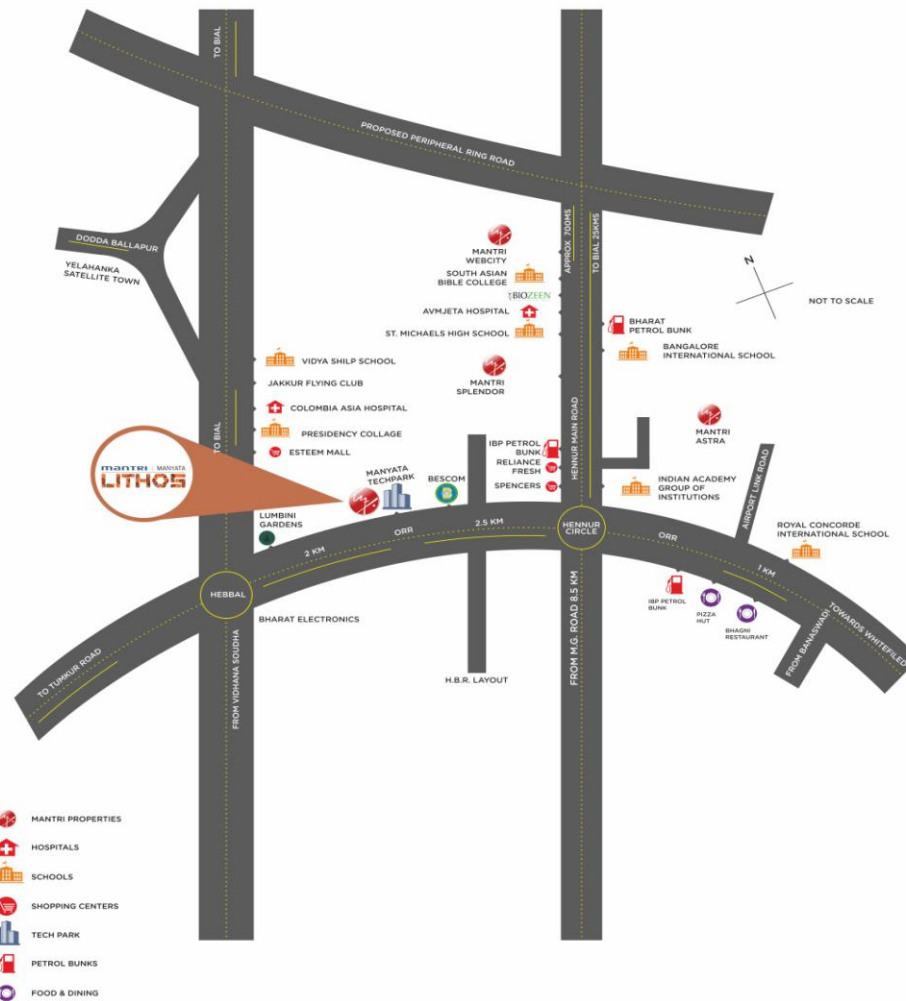 TO BIAL
PROPOSED PERIPHERAL RING ROAD
DODDA BALLAPUR
YELAHANKA
SATELLITE TOWN
APPROX 700MS
TO BIAL 25KMS
MANTRI
WEBCITY
SOUTH ASIAN
BIBLE COLLEGE
BIOZEEN
AVMJETA HOSPITAL
ST. MICHAELS HIGH SCHOOL
MANTRI
SPLENDOR
N
NOT TO SCALE
BHARAT
PETROL BUNK
BANGALORE
INTERNATIONAL SCHOOL
VIDYA SHILP SCHOOL
JAKKUR FLYING CLUB
COLOMBIA ASIA HOSPITAL
PRESIDENCY COLLAGE
ESTEEM MALL
TO BIAL
mantri | MANYATA
LITHOS
MANYATA
TECHPARK
BESCOM
IBP PETROL
BUNK
RELIANCE
FRESH
SPENCERS
HENNUR MAIN ROAD
MANTRI
ASTRA
INDIAN ACADEMY
GROUP OF
INSTITUTIONS
AIRPORT LINK ROAD
ROYAL CONCORDE
INTERNATIONAL SCHOOL
LUMBINI
GARDENS
2 KM
ORR
2.5 KM
HENNUR
CIRCLE
ORR
1 KM
TOWARDS WHITEFILED
HEBBAL
BHARAT ELECTRONICS
IBP PETROL
BUNK
PIZZA
HUT
BHAGNI
RESTAURANT
FROM BANASWADI
TO TUMKUR ROAD
FROM VIDHANA SOUDHA
H.B.R. LAYOUT
FROM M.G. ROAD 8.5 KM
MANTRI PROPERTIES
HOSPITALS
SCHOOLS
SHOPPING CENTERS
TECH PARK
PETROL BUNKS
FOOD & DINING